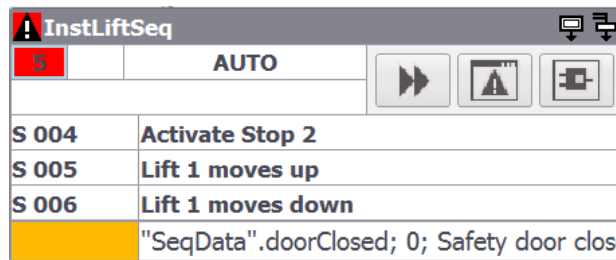 InstLiftSeq
5 AUTO
S 004 Activate Stop 2
S 005 Lift 1 moves up
S 006 Lift 1 moves down
"SeqData".doorClosed; 0; Safety door clos